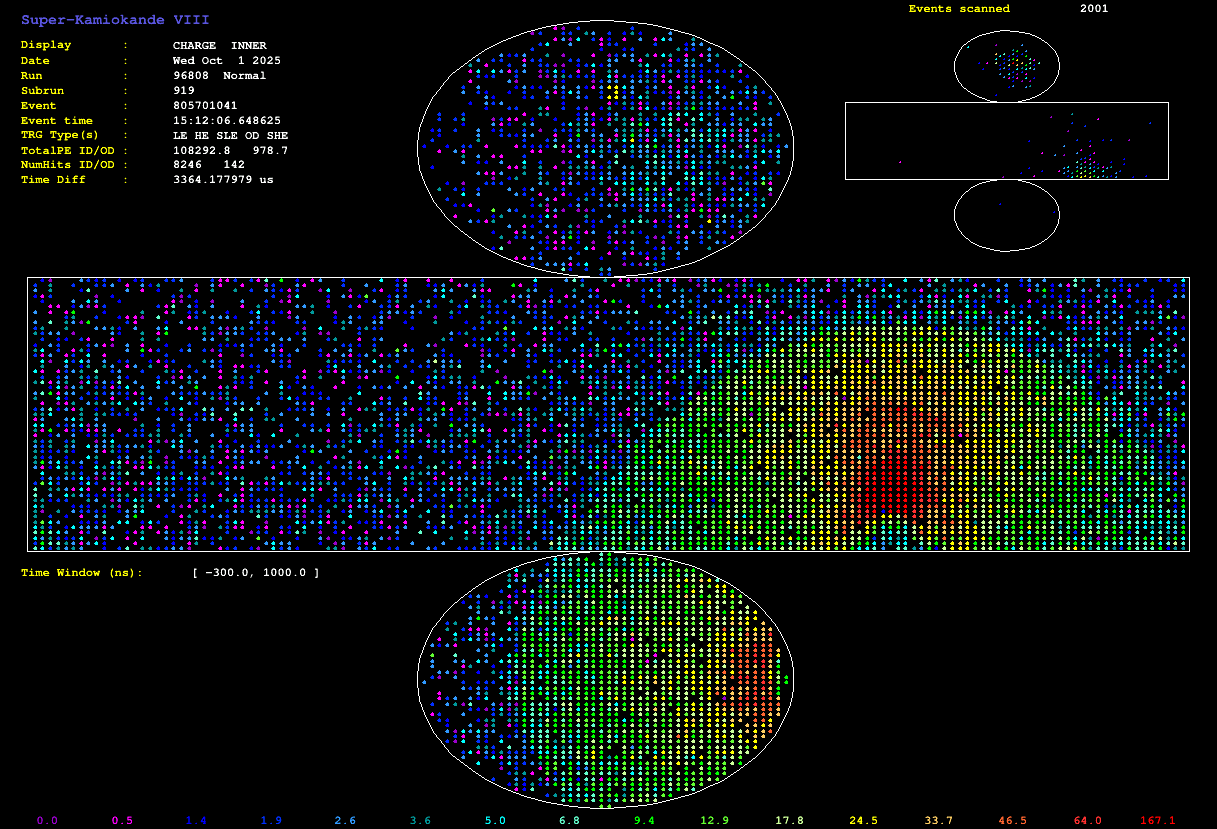 Super-Kamiokande VIII
Events scanned 2001
Display : CHARGE INNER
Date : Wed Oct 1 2025
Run : 96808 Normal
Subrun : 919
Event : 805701041
Event time : 15:12:06.648625
TRG Type(s) : LE HE SLE OD SHE
TotalPE ID/OD : 108292.8 978.7
NumHits ID/OD : 8246 142
Time Diff : 3364.177979 us
Time Window (ns): [ -300.0, 1000.0 ]
0.0 0.5 1.4 1.9 2.6 3.6 5.0 6.8 9.4 12.9 17.8 24.5 33.7 46.5 64.0 167.1